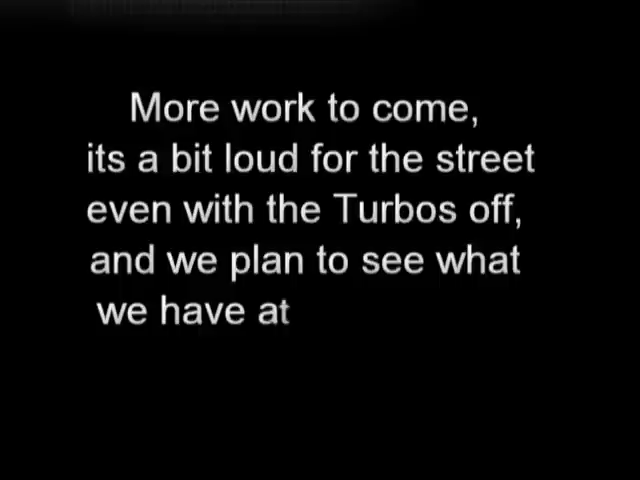 More work to come,
its a bit loud for the street
even with the Turbos off,
and we plan to see what
we have at